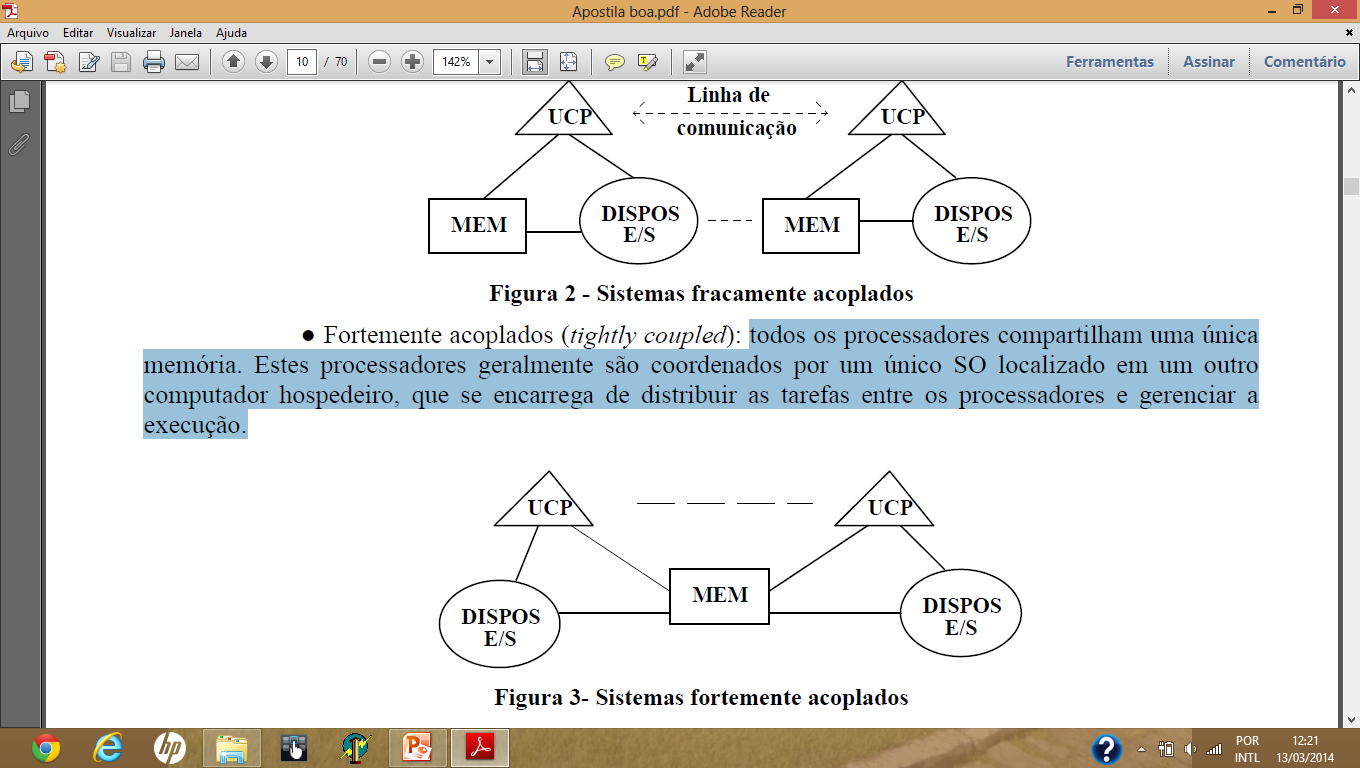 Apostila boa.pdf - Adobe Reader
Arquivo Editar Visualizar Janela Ajuda
10 / 70 142% Ferramentas Assinar Comentário
Linha de
comunicação
UCP UCP
MEM DISPOS E/S MEM DISPOS E/S
Figura 2 - Sistemas fracamente acoplados
● Fortemente acoplados (tightly coupled): todos os processadores compartilham uma única
memória. Estes processadores geralmente são coordenados por um único SO localizado em um outro
computador hospedeiro, que se encarrega de distribuir as tarefas entre os processadores e gerenciar a
execução.
UCP UCP
MEM
DISPOS E/S DISPOS E/S
Figura 3- Sistemas fortemente acoplados
POR 12:21
INTL 13/03/2014